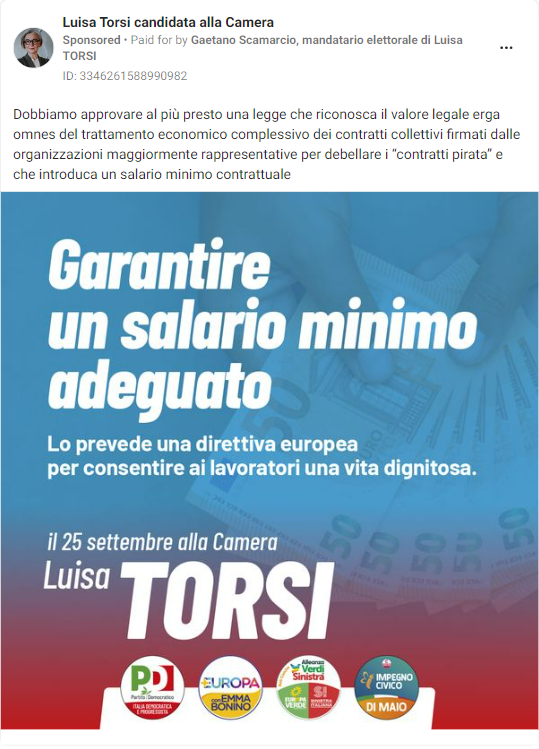 Luisa Torsi candidata alla Camera
Sponsored • Paid for by Gaetano Scamarcio, mandatario elettorale di Luisa
TORSI
ID: 3346261588990982
Dobbiamo approvare al più presto una legge che riconosca il valore legale erga
omnes del trattamento economico complessivo dei contratti collettivi firmati dalle
organizzazioni maggiormente rappresentative per debellare i “contratti pirata” e
che introduca un salario minimo contrattuale
Garantire
un salario minimo
adeguato
Lo prevede una direttiva europea
per consentire ai lavoratori una vita dignitosa.
il 25 settembre alla Camera
Luisa TORSI
PD
Partito Democratico
ITALIA DEMOCRATICA
E PROGRESSISTA
+EUROPA
con EMMA
BONINO
Alleanza
Verdi
Sinistra
EUROPA
VERDE
SI
SINISTRA
ITALIANA
IMPEGNO
CIVICO
DI MAIO
50
50
50
50
50